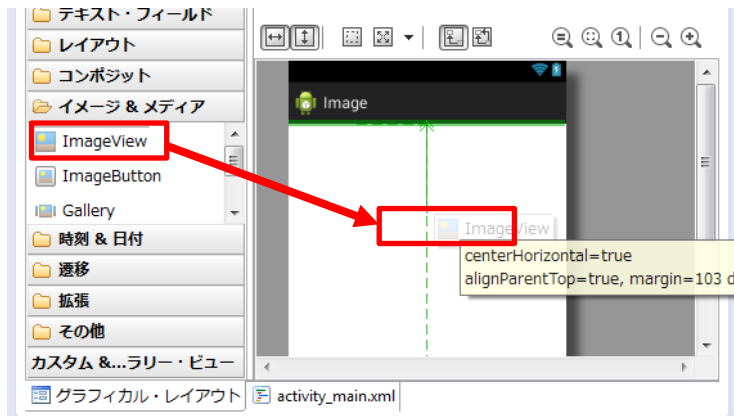 テキスト・フィールド
レイアウト
コンポジット
イメージ & メディア
ImageView
ImageButton
Gallery
時刻 & 日付
遷移
拡張
その他
カスタム &...ラリー・ビュー
グラフィカル・レイアウト
activity_main.xml
Image
ImageView
centerHorizontal=true
alignParentTop=true, margin=103 d